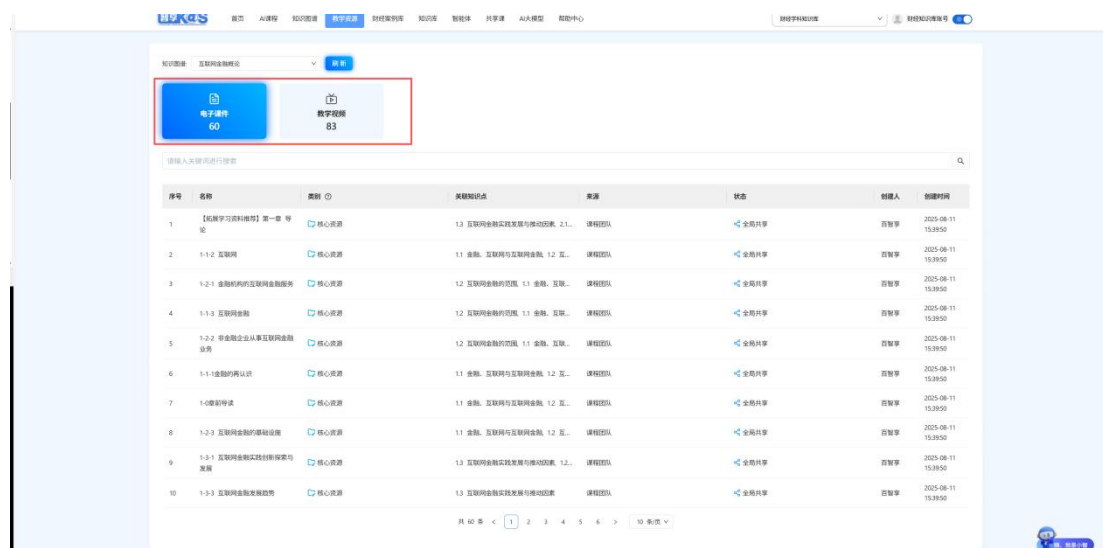 智享KaS 首页 AI课程 知识图谱 教学资源 财经案例库 知识库 智能体 共享课 AI大模型 帮助中心 财经学科知识库 财经知识库账号
知识图谱 互联网金融概论 刷 新
电子课件 教学视频
60 83
请输入关键词进行搜索
序号 名称 类别 关联知识点 来源 状态 创建人 创建时间
1 【拓展学习资料推荐】第一章 导论 核心资源 1.3 互联网金融实践发展与推动因素, 2.1... 课程团队 全局共享 百智享 2025-08-11 15:39:50
2 1-1-2 互联网 核心资源 1.1 金融、互联网与互联网金融, 1.2 互... 课程团队 全局共享 百智享 2025-08-11 15:39:50
3 1-2-1 金融机构的互联网金融服务 核心资源 1.2 互联网金融的范围, 1.1 金融、互联... 课程团队 全局共享 百智享 2025-08-11 15:39:50
4 1-1-3 互联网金融 核心资源 1.2 互联网金融的范围, 1.1 金融、互联... 课程团队 全局共享 百智享 2025-08-11 15:39:50
5 1-2-2 非金融企业从事互联网金融业务 核心资源 1.2 互联网金融的范围, 1.1 金融、互联... 课程团队 全局共享 百智享 2025-08-11 15:39:50
6 1-1-1金融的再认识 核心资源 1.1 金融、互联网与互联网金融, 1.2 互... 课程团队 全局共享 百智享 2025-08-11 15:39:50
7 1-0章前导读 核心资源 1.1 金融、互联网与互联网金融, 1.2 互... 课程团队 全局共享 百智享 2025-08-11 15:39:50
8 1-2-3 互联网金融的基础设施 核心资源 1.1 金融、互联网与互联网金融, 1.2 互... 课程团队 全局共享 百智享 2025-08-11 15:39:50
9 1-3-1 互联网金融实践创新探索与发展 核心资源 1.3 互联网金融实践发展与推动因素, 1.2... 课程团队 全局共享 百智享 2025-08-11 15:39:50
10 1-3-3 互联网金融发展趋势 核心资源 1.3 互联网金融实践发展与推动因素 课程团队 全局共享 百智享 2025-08-11 15:39:50
共 60 条 < 1 2 3 4 5 6 > 10 条/页
嗨，我是小智